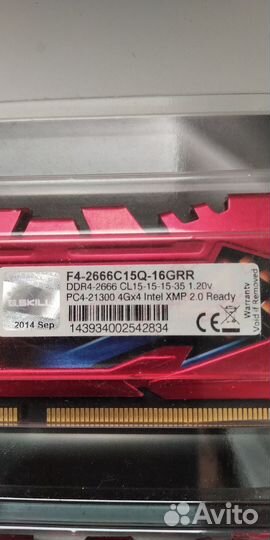 F4-2666C15Q-16GRR
DDR4-2666 CL15-15-15-35 1.20v
PC4-21300 4Gx4 Intel XMP 2.0 Ready
G.SKILL
2014 Sep
143934002542834
CE
Warranty
Void if Removed
Avito